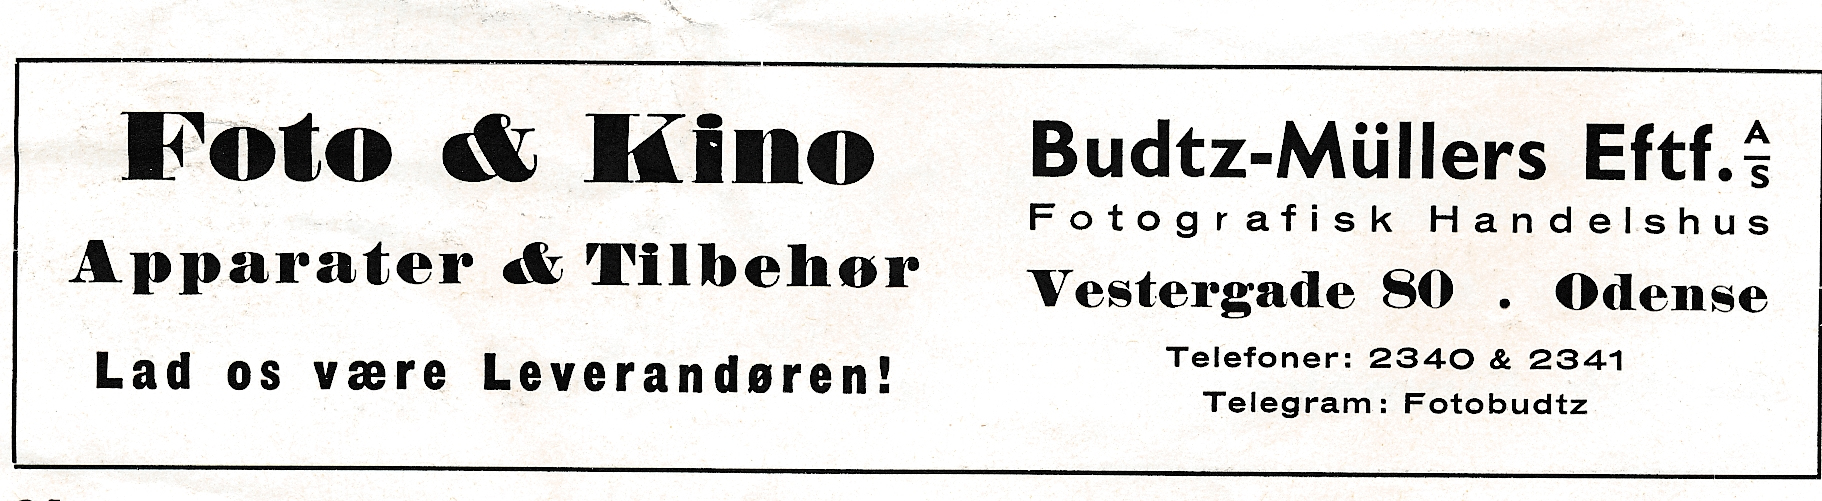 Foto & Kino
Apparater & Tilbehør
Lad os være Leverandøren!
Budtz-Müllers Eftf. A/S
Fotografisk Handelshus
Vestergade 80 . Odense
Telefoner: 2340 & 2341
Telegram: Fotobudtz